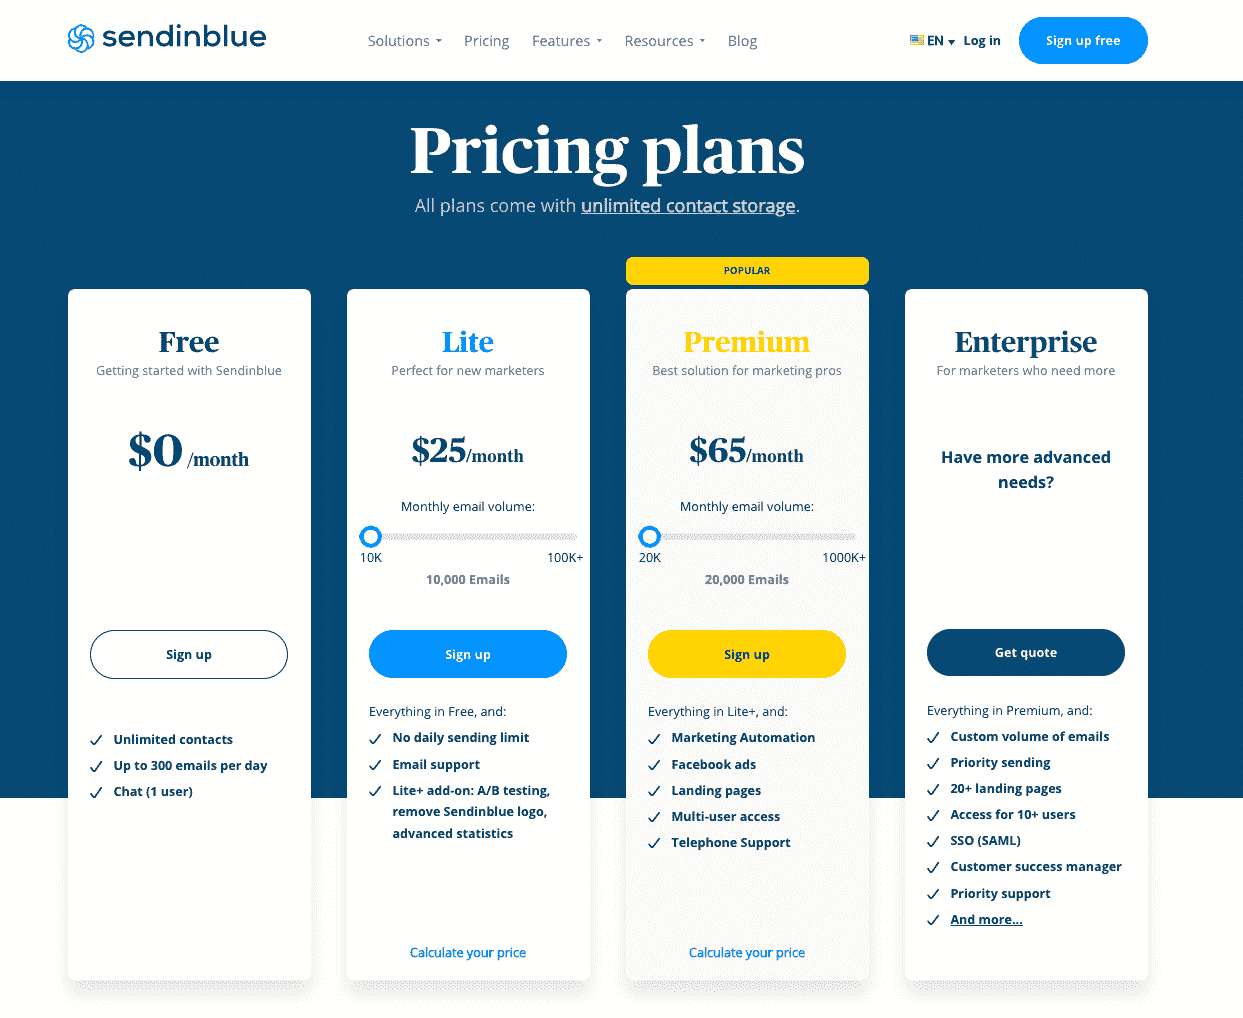 sendinblue
Solutions
Pricing
Features
Resources
Blog
EN
Log in
Sign up free
Pricing plans
All plans come with unlimited contact storage.
Free
Getting started with Sendinblue
$0 /month
Sign up
Unlimited contacts
Up to 300 emails per day
Chat (1 user)
Lite
Perfect for new marketers
$25/month
Monthly email volume:
10K 100K+
10,000 Emails
Sign up
Everything in Free, and:
No daily sending limit
Email support
Lite+ add-on: A/B testing,
remove Sendinblue logo,
advanced statistics
Calculate your price
POPULAR
Premium
Best solution for marketing pros
$65/month
Monthly email volume:
20K 1000K+
20,000 Emails
Sign up
Everything in Lite+, and:
Marketing Automation
Facebook ads
Landing pages
Multi-user access
Telephone Support
Calculate your price
Enterprise
For marketers who need more
Have more advanced
needs?
Get quote
Everything in Premium, and:
Custom volume of emails
Priority sending
20+ landing pages
Access for 10+ users
SSO (SAML)
Customer success manager
Priority support
And more...